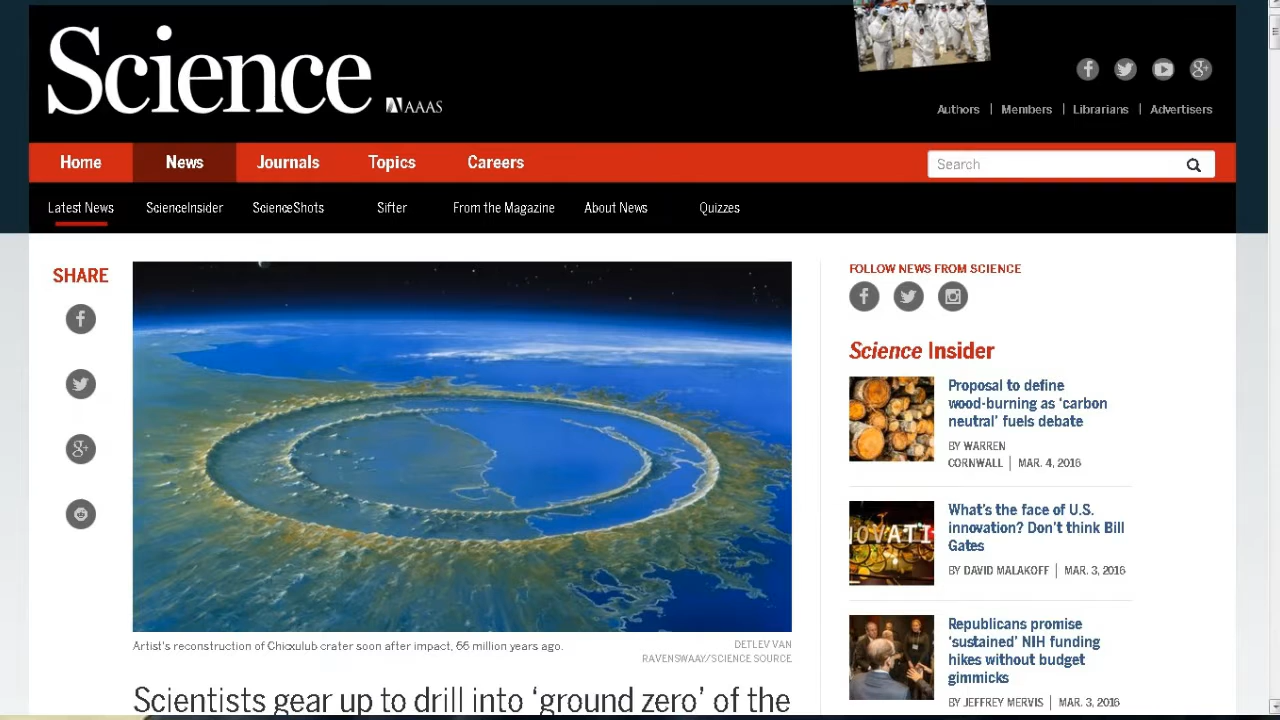 Science
AAAS
Authors | Members | Librarians | Advertisers
Home News Journals Topics Careers
Search
Latest News ScienceInsider ScienceShots Sifter From the Magazine About News Quizzes
SHARE
Artist's reconstruction of Chicxulub crater soon after impact, 66 million years ago.
DETLEV VAN
RAVENSWAAY/SCIENCE SOURCE
Scientists gear up to drill into ‘ground zero’ of the
FOLLOW NEWS FROM SCIENCE
Science Insider
Proposal to define
wood-burning as ‘carbon
neutral’ fuels debate
BY WARREN
CORNWALL | MAR. 4, 2016
OVATI
What’s the face of U.S.
innovation? Don’t think Bill
Gates
BY DAVID MALAKOFF | MAR. 3, 2016
Republicans promise
‘sustained’ NIH funding
hikes without budget
gimmicks
BY JEFFREY MERVIS | MAR. 3, 2016